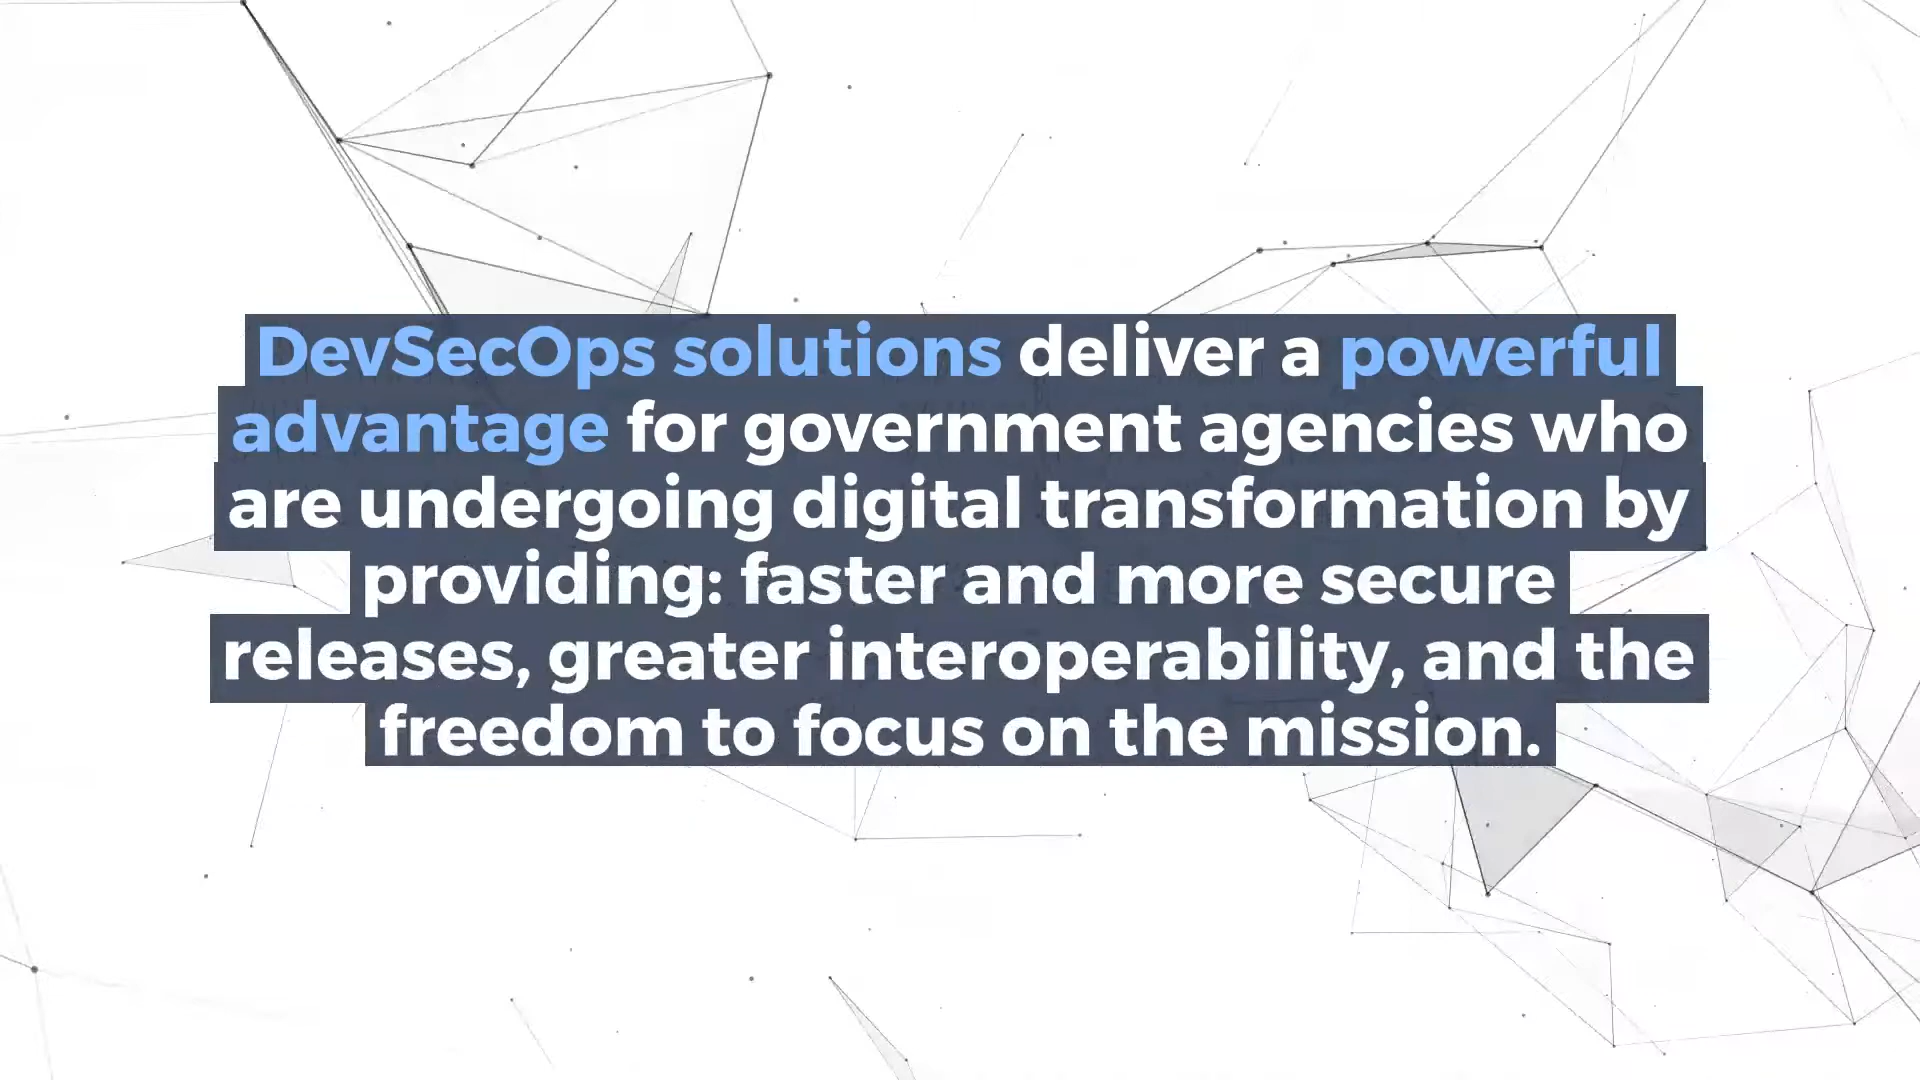 DevSecOps solutions deliver a powerful
advantage for government agencies who
are undergoing digital transformation by
providing: faster and more secure
releases, greater interoperability, and the
freedom to focus on the mission.